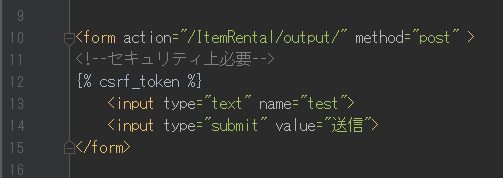 9
10 <form action="/ItemRental/output/" method="post" >
11 <!--セキュリティ上必要-->
12 {% csrf_token %}
13 <input type="text" name="test">
14 <input type="submit" value="送信">
15 </form>
16